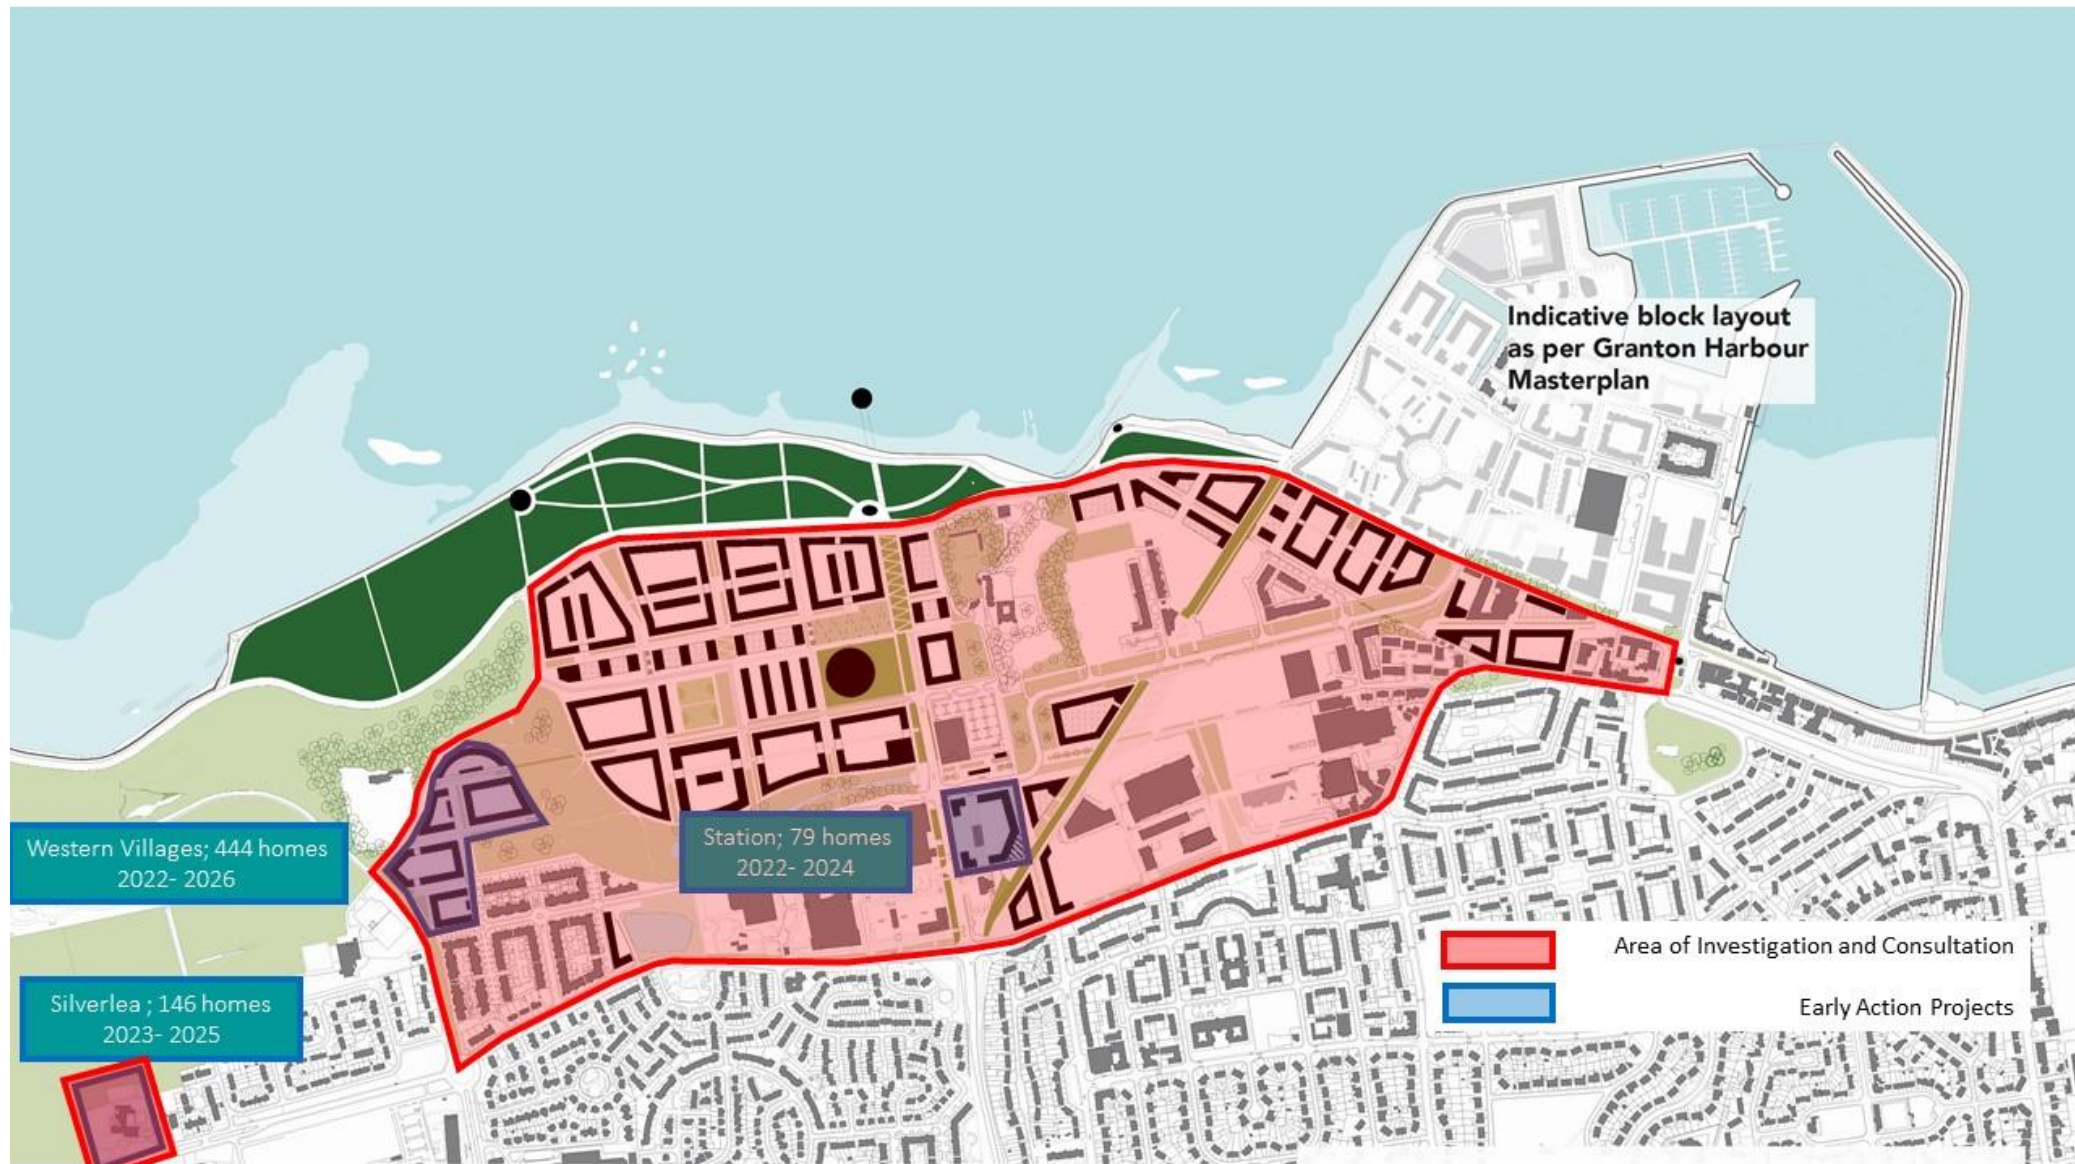 Indicative block layout
as per Granton Harbour
Masterplan
Western Villages; 444 homes
2022- 2026
Station; 79 homes
2022- 2024
Silverlea ; 146 homes
2023- 2025
Area of Investigation and Consultation
Early Action Projects